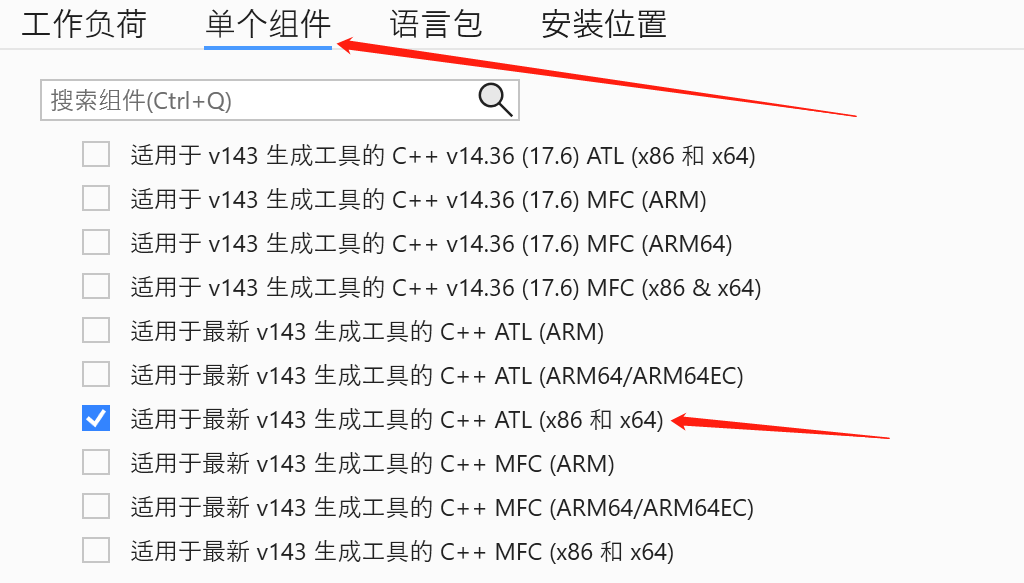 工作负荷 单个组件 语言包 安装位置
搜索组件(Ctrl+Q)
适用于 v143 生成工具的 C++ v14.36 (17.6) ATL (x86 和 x64)
适用于 v143 生成工具的 C++ v14.36 (17.6) MFC (ARM)
适用于 v143 生成工具的 C++ v14.36 (17.6) MFC (ARM64)
适用于 v143 生成工具的 C++ v14.36 (17.6) MFC (x86 & x64)
适用于最新 v143 生成工具的 C++ ATL (ARM)
适用于最新 v143 生成工具的 C++ ATL (ARM64/ARM64EC)
适用于最新 v143 生成工具的 C++ ATL (x86 和 x64)
适用于最新 v143 生成工具的 C++ MFC (ARM)
适用于最新 v143 生成工具的 C++ MFC (ARM64/ARM64EC)
适用于最新 v143 生成工具的 C++ MFC (x86 和 x64)